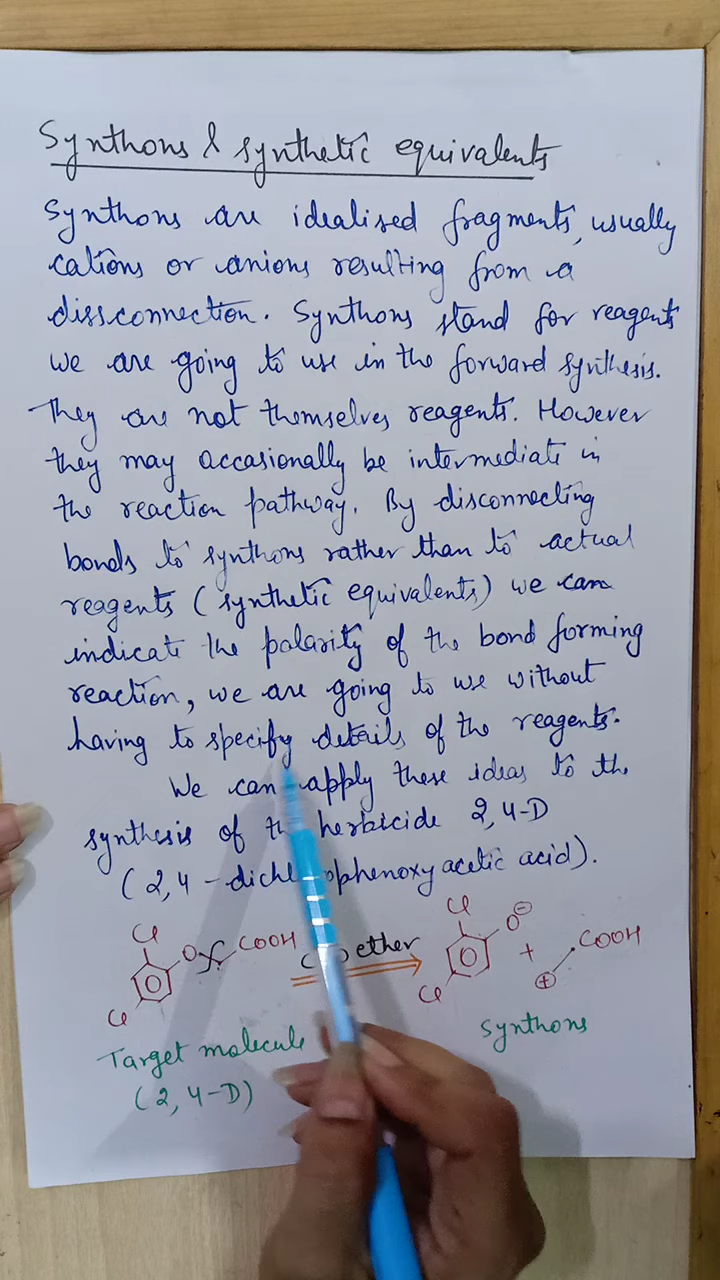 Synthons & synthetic equivalents
Synthons are idealised fragments, usually
cations or anions resulting from a
dissconnection. Synthons stand for reagents
we are going to use in the forward synthesis.
They are not themselves reagents. However
they may accasionally be intermediate in
the reaction pathway. By disconnecting
bonds to synthons rather than to actual
reagents (synthetic equivalents) we can
indicate the polarity of the bond forming
reaction, we are going to use without
having to specify details of the reagents.
We can apply these ideas to the
synthesis of the herbicide 2,4-D
(2,4-dichlorophenoxy acetic acid).
Cl O COOH ether Cl O⊖ + COOH
Cl Cl ⊕
Target molecule Synthons
(2,4-D)